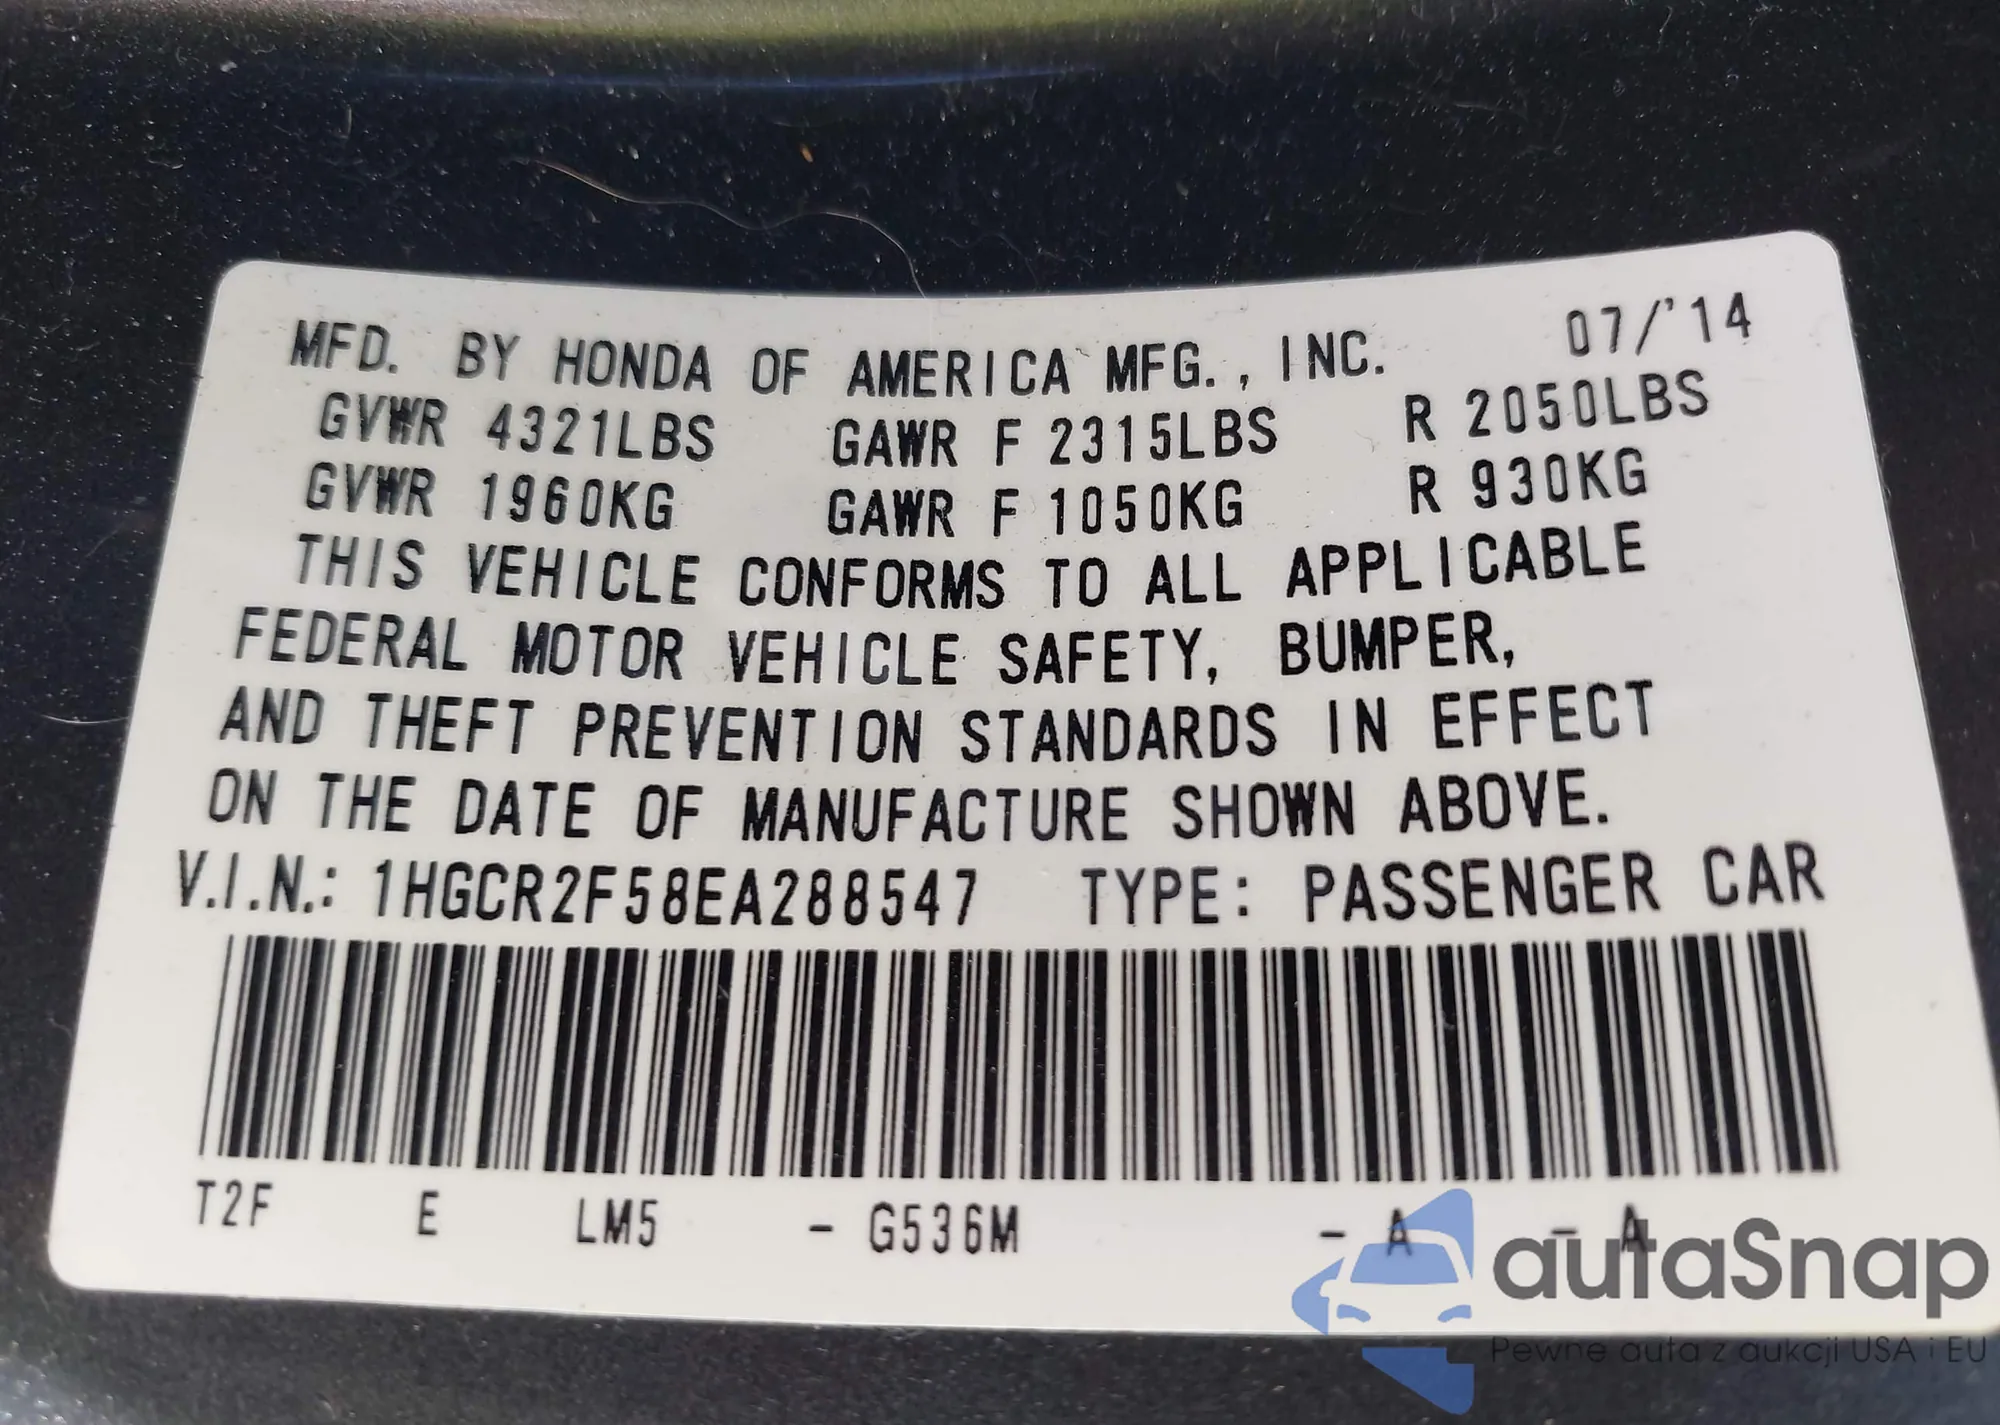 MFD. BY HONDA OF AMERICA MFG., INC. 07/'14
GVWR 4321LBS GAWR F 2315LBS R 2050LBS
GVWR 1960KG GAWR F 1050KG R 930KG
THIS VEHICLE CONFORMS TO ALL APPLICABLE
FEDERAL MOTOR VEHICLE SAFETY, BUMPER,
AND THEFT PREVENTION STANDARDS IN EFFECT
ON THE DATE OF MANUFACTURE SHOWN ABOVE.
V.I.N.: 1HGCR2F58EA288547 TYPE: PASSENGER CAR
T2F E LM5 - G536M - A - A
autaSnap
Pewne auta z aukcji USA i EU